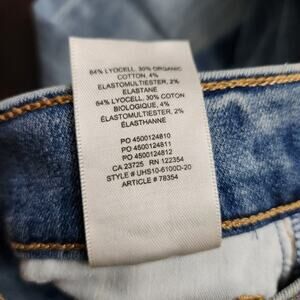 64% LYOCELL, 30% ORGANIC
COTTON, 4%
ELASTOMULTIESTER, 2%
ELASTANE
64% LYOCELL, 30% COTON
BIOLOGIQUE, 4%
ÉLASTOMULTIESTER, 2%
ÉLASTHANNE
PO 4500124810
PO 4500124811
PO 4500124812
CA 23725 RN 122354
STYLE # UHS10-6100D-20
ARTICLE # 78354